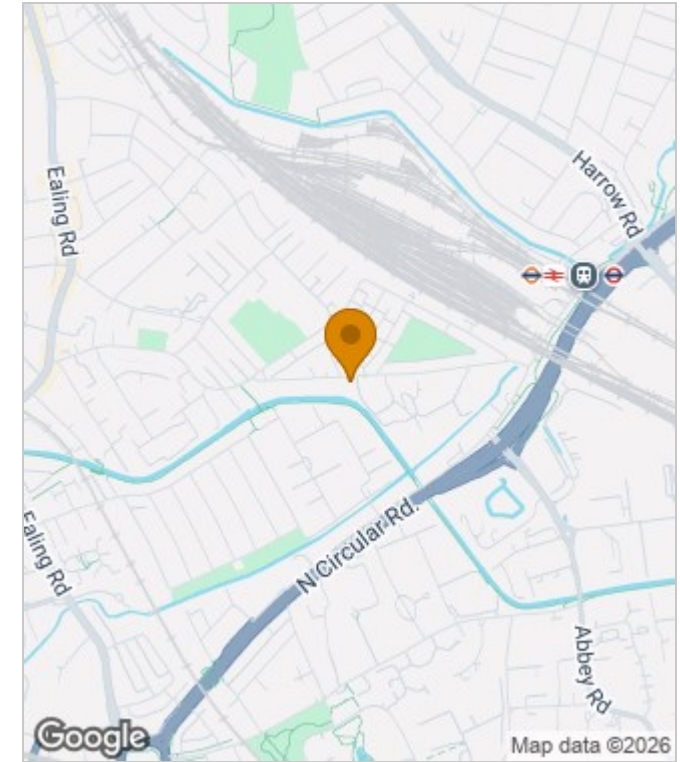 Ealing Rd
Harrow Rd
Ealing Rd
N Circular Rd.
Abbey Rd
Google
Map data ©2026